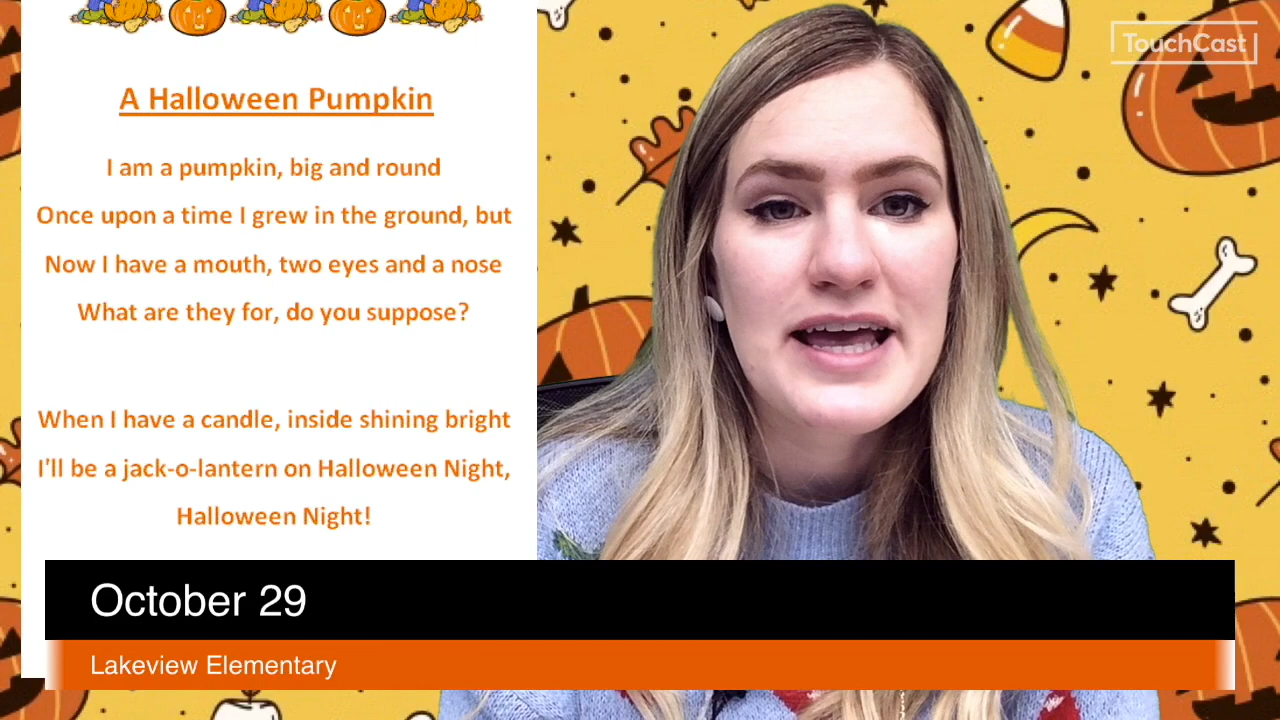 TouchCast
A Halloween Pumpkin
I am a pumpkin, big and round
Once upon a time I grew in the ground, but
Now I have a mouth, two eyes and a nose
What are they for, do you suppose?
When I have a candle, inside shining bright
I'll be a jack-o-lantern on Halloween Night,
Halloween Night!
October 29
Lakeview Elementary